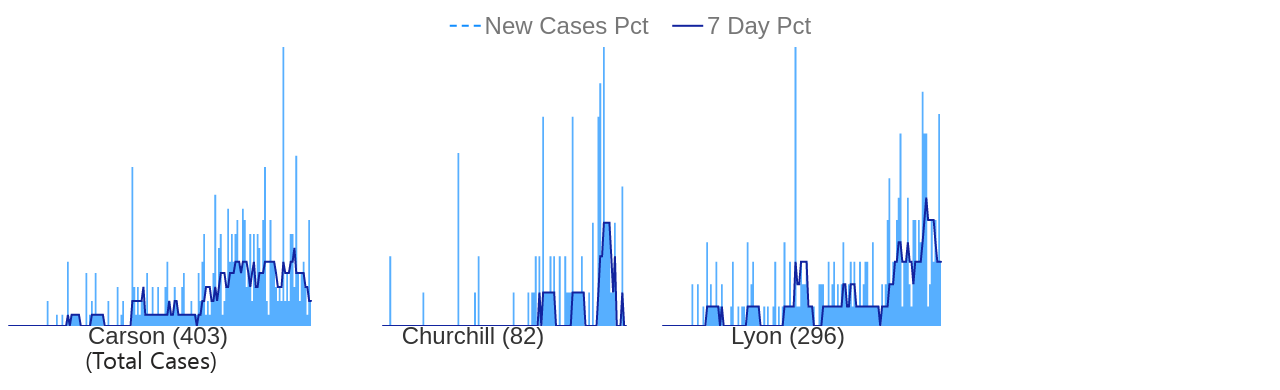 New Cases Pct 7 Day Pct
Carson (403) Churchill (82) Lyon (296)
(Total Cases)